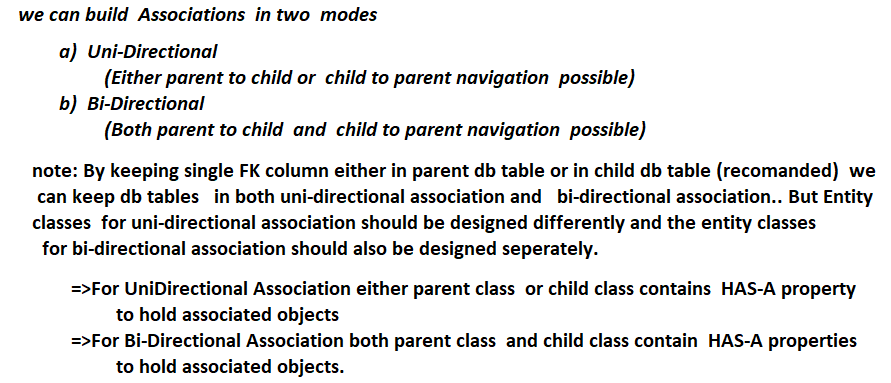 we can build Associations in two modes
a) Uni-Directional
(Either parent to child or child to parent navigation possible)
b) Bi-Directional
(Both parent to child and child to parent navigation possible)
note: By keeping single FK column either in parent db table or in child db table (recomanded) we
can keep db tables in both uni-directional association and bi-directional association.. But Entity
classes for uni-directional association should be designed differently and the entity classes
for bi-directional association should also be designed seperately.
=>For UniDirectional Association either parent class or child class contains HAS-A property
to hold associated objects
=>For Bi-Directional Association both parent class and child class contain HAS-A properties
to hold associated objects.